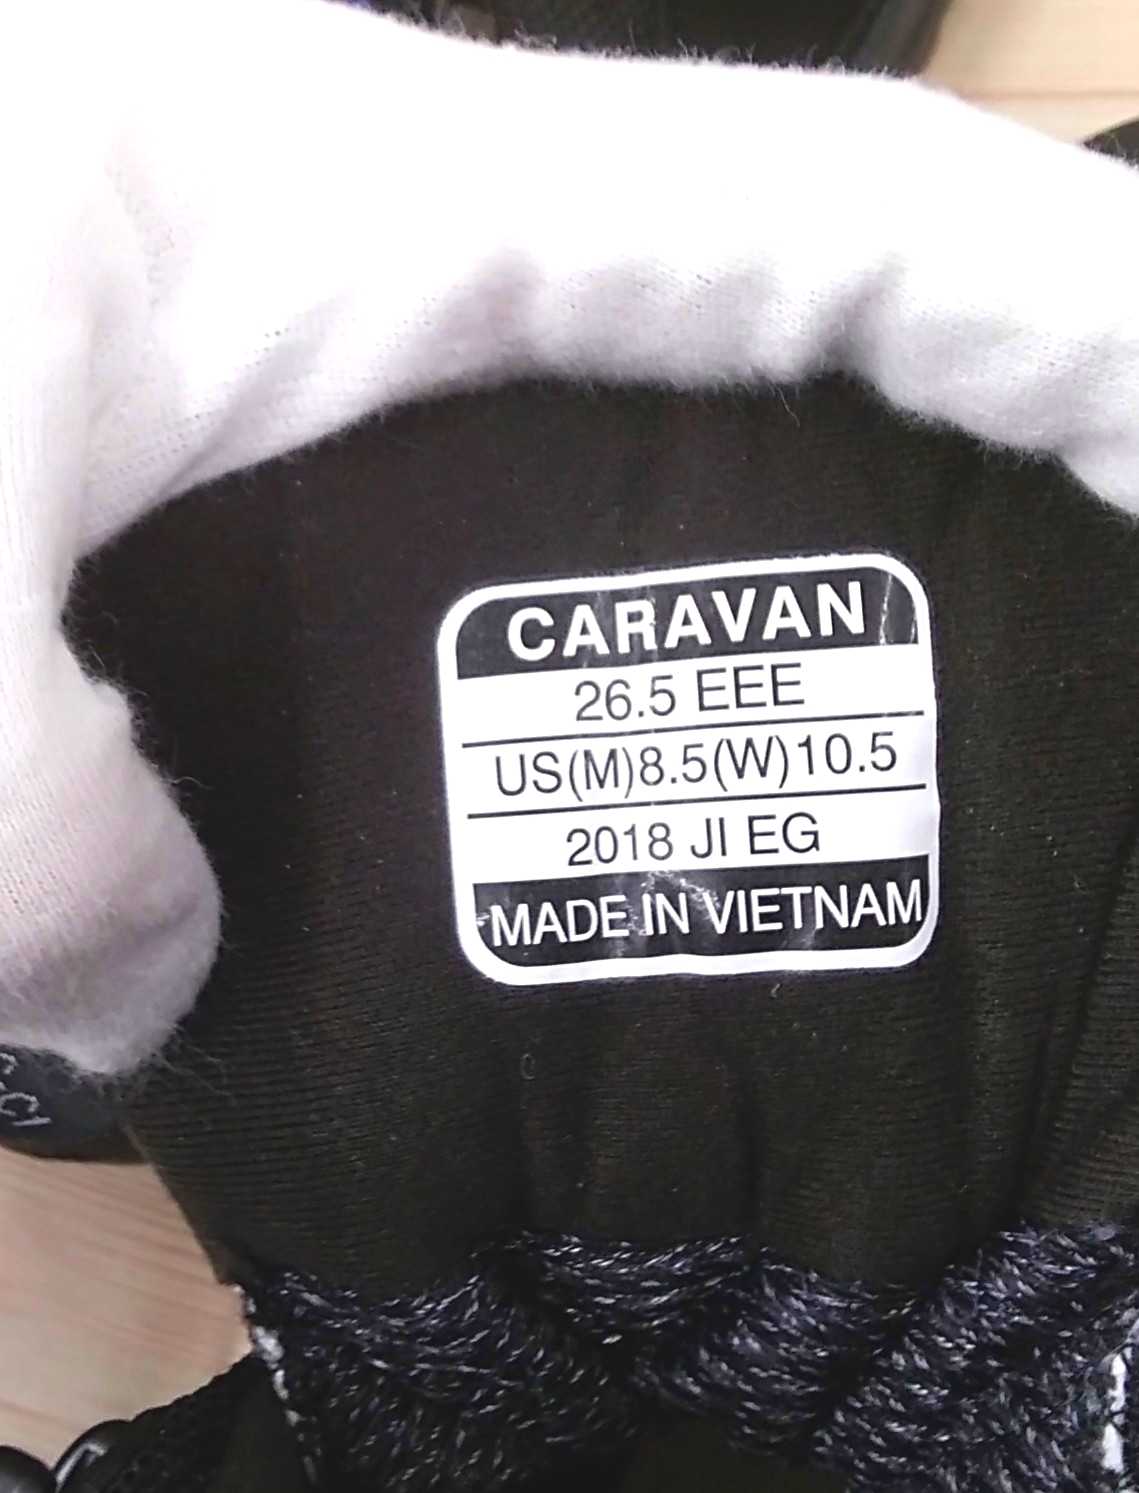 CARAVAN
26.5 EEE
US(M)8.5(W)10.5
2018 JI EG
MADE IN VIETNAM